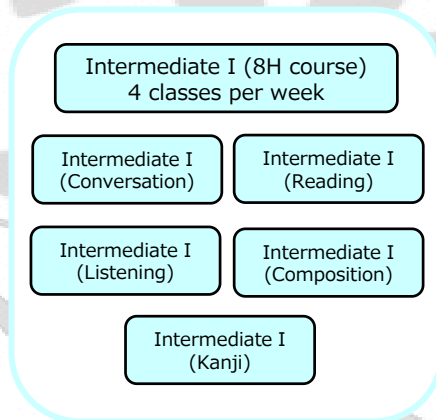 Intermediate I (8H course)
4 classes per week
Intermediate I
(Conversation)
Intermediate I
(Reading)
Intermediate I
(Listening)
Intermediate I
(Composition)
Intermediate I
(Kanji)